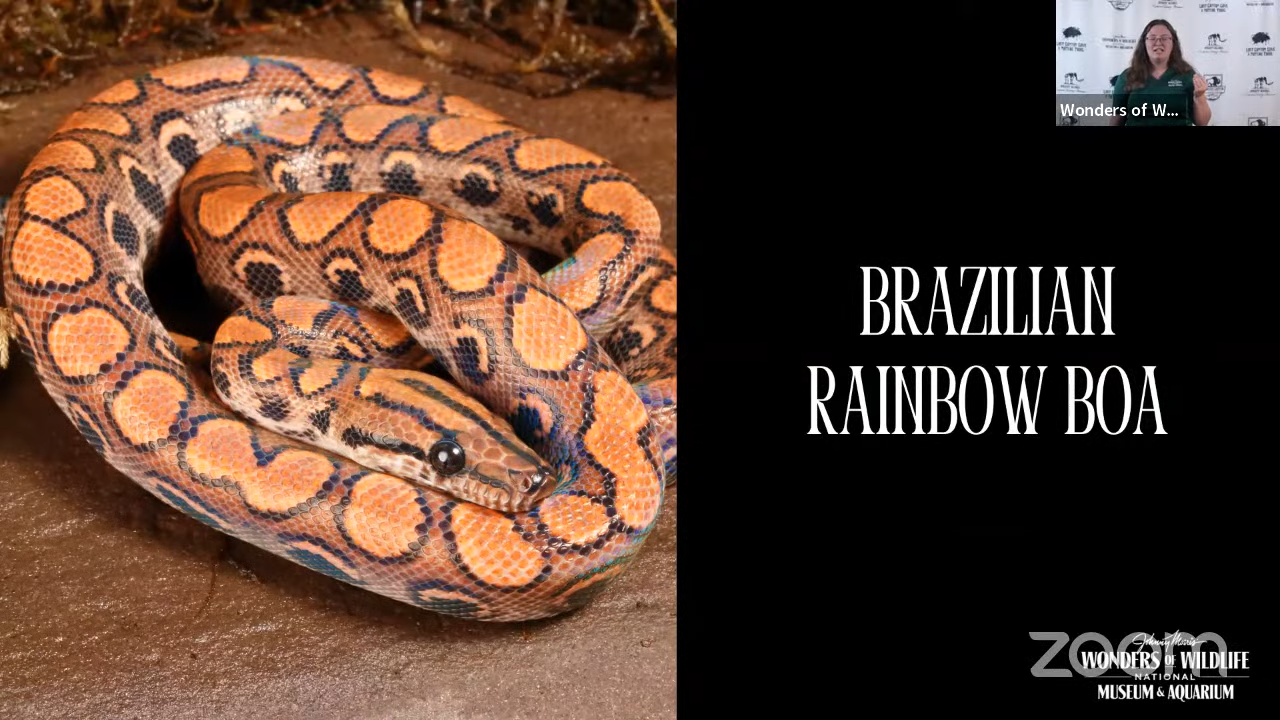 Wonders of W...
BRAZILIAN
RAINBOW BOA
zoom
Johnny Morris
WONDERS OF WILDLIFE
NATIONAL
MUSEUM & AQUARIUM